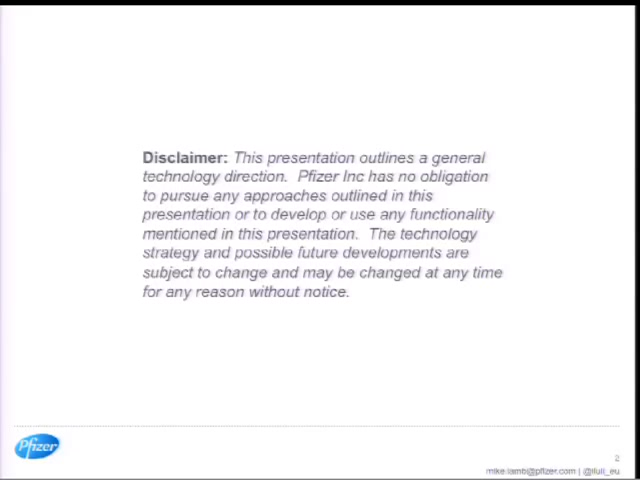 Disclaimer: This presentation outlines a general
technology direction. Pfizer Inc has no obligation
to pursue any approaches outlined in this
presentation or to develop or use any functionality
mentioned in this presentation. The technology
strategy and possible future developments are
subject to change and may be changed at any time
for any reason without notice.
Pfizer
2
mike.lamb@pfizer.com |